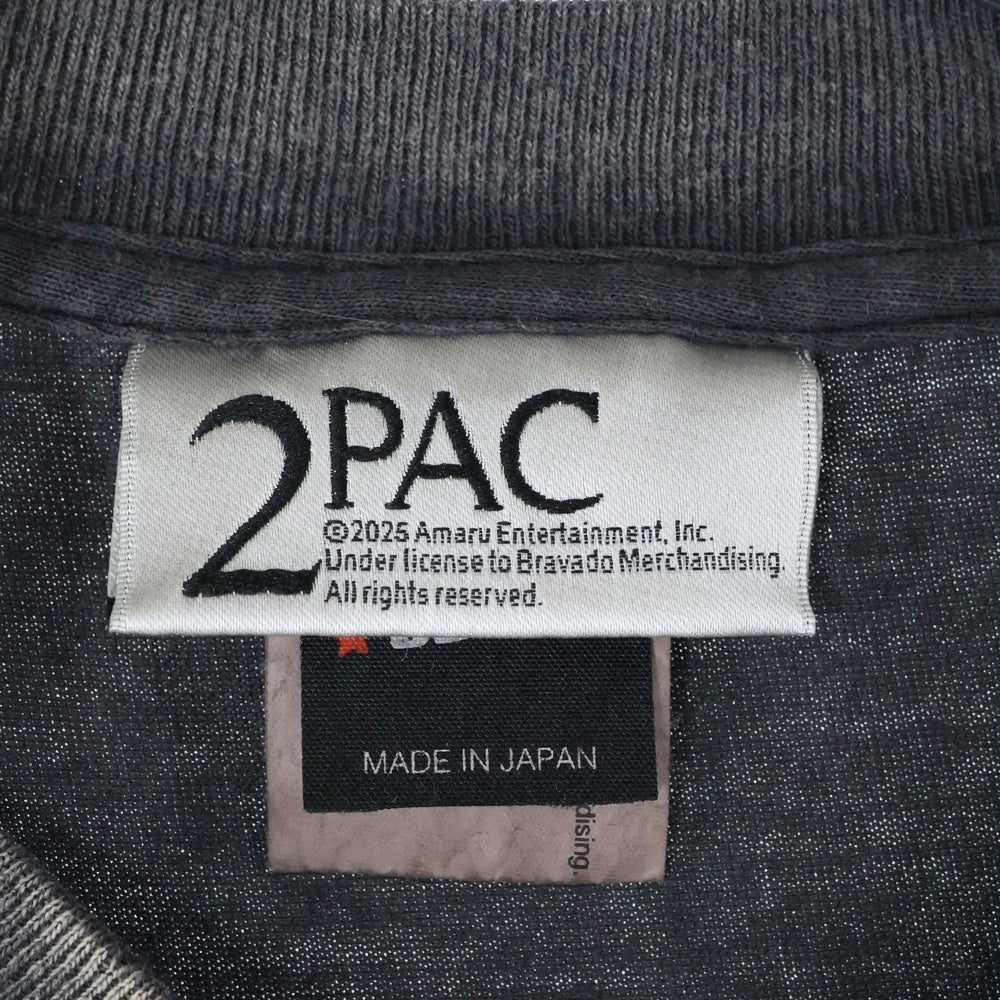 2PAC
©2025 Amaru Entertainment, Inc.
Under license to Bravado Merchandising.
All rights reserved.
MADE IN JAPAN
dising.